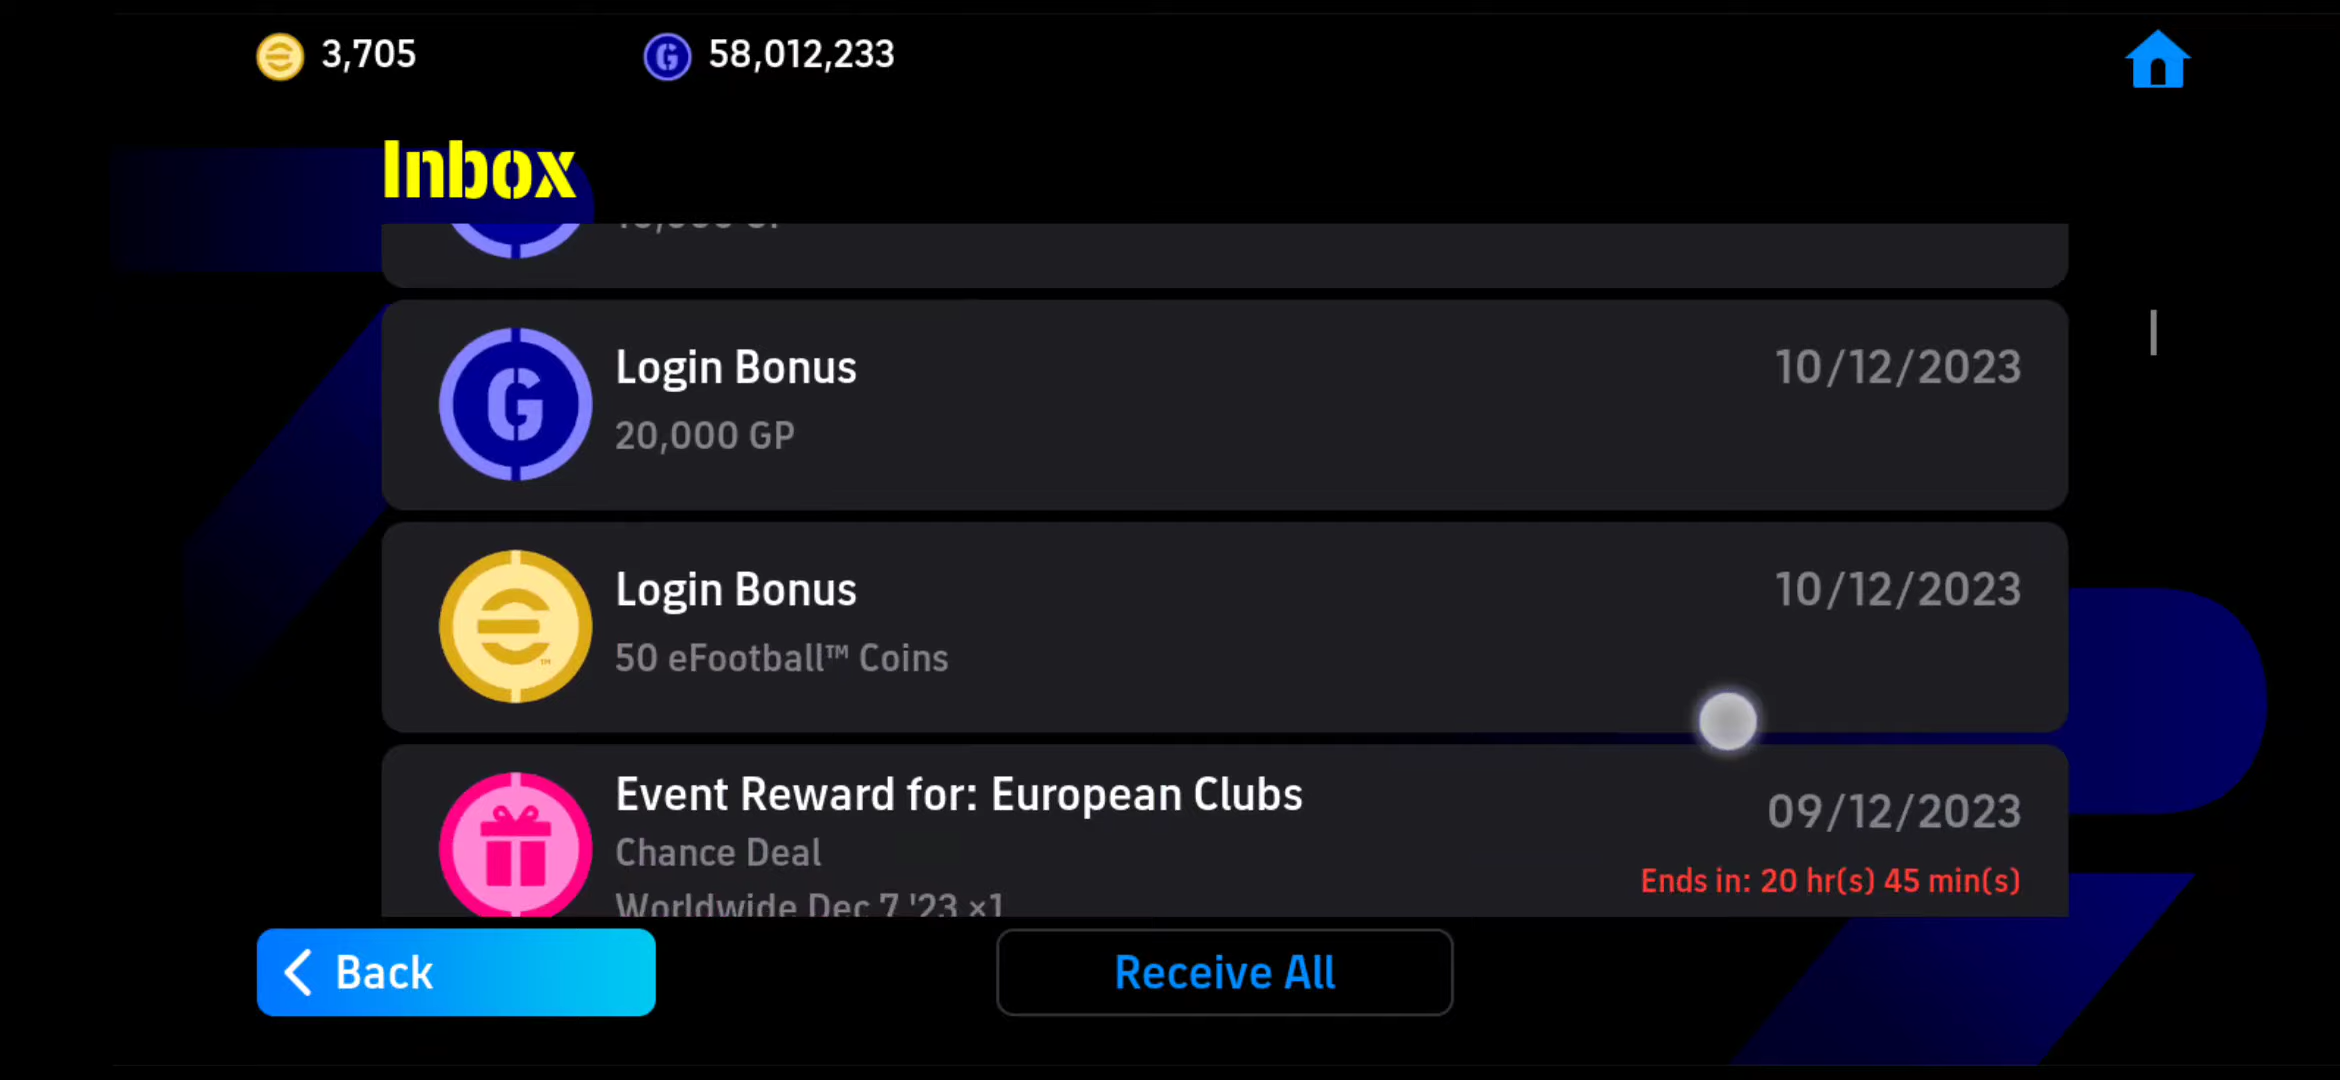 3,705
58,012,233
Inbox
Login Bonus
10/12/2023
20,000 GP
Login Bonus
10/12/2023
50 eFootball™ Coins
Event Reward for: European Clubs
09/12/2023
Chance Deal
Ends in: 20 hr(s) 45 min(s)
Worldwide Dec 7 '23 ×1
Back
Receive All